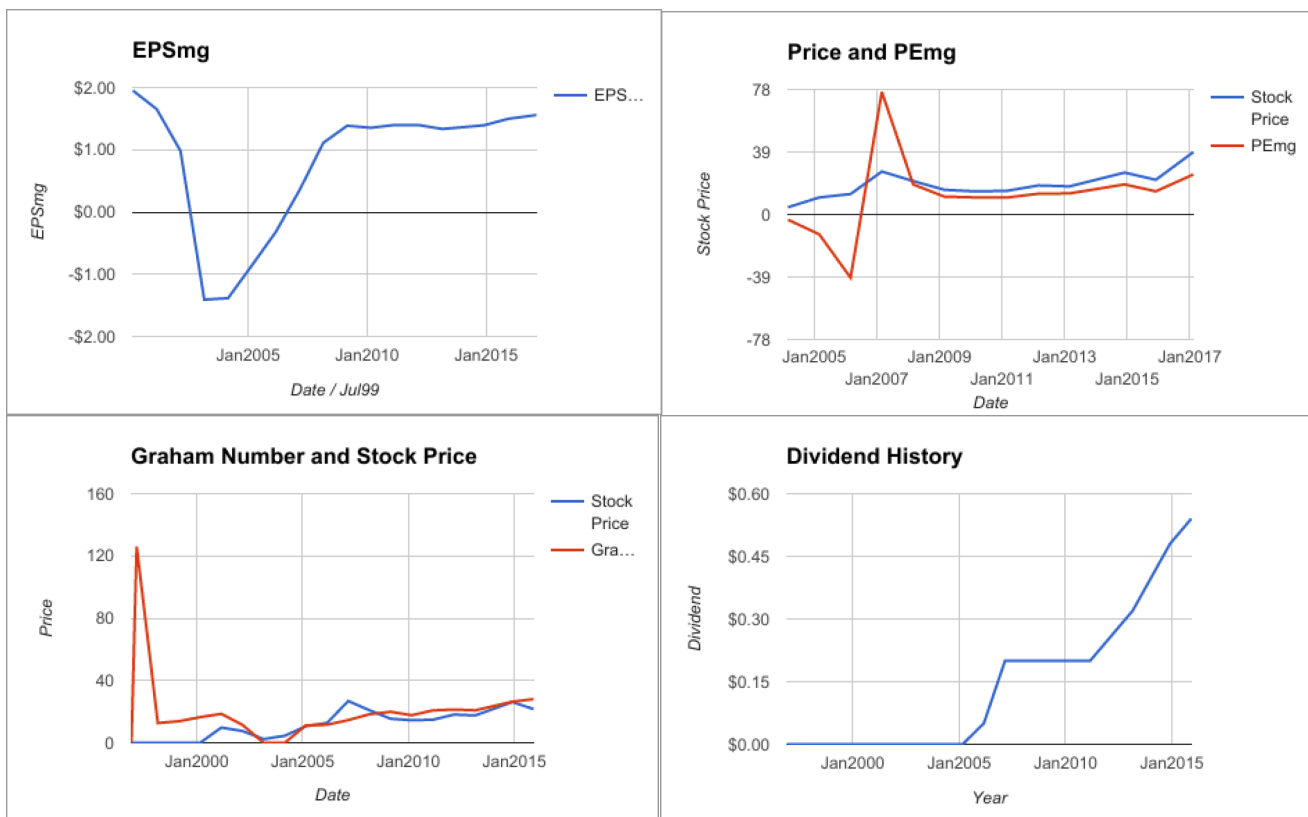 EPSmg
$2.00
$1.00
$0.00
-$1.00
-$2.00
EPSmg
Jan2005
Jan2010
Jan2015
Date / Jul99
EPS…
Price and PEmg
78
39
0
-39
-78
Stock Price
Jan2005
Jan2009
Jan2013
Jan2017
Jan2007
Jan2011
Jan2015
Date
Stock
Price
PEmg
Graham Number and Stock Price
160
120
80
40
0
Price
Jan2000
Jan2005
Jan2010
Jan2015
Date
Stock
Price
Gra…
Dividend History
$0.60
$0.45
$0.30
$0.15
$0.00
Dividend
Jan2000
Jan2005
Jan2010
Jan2015
Year